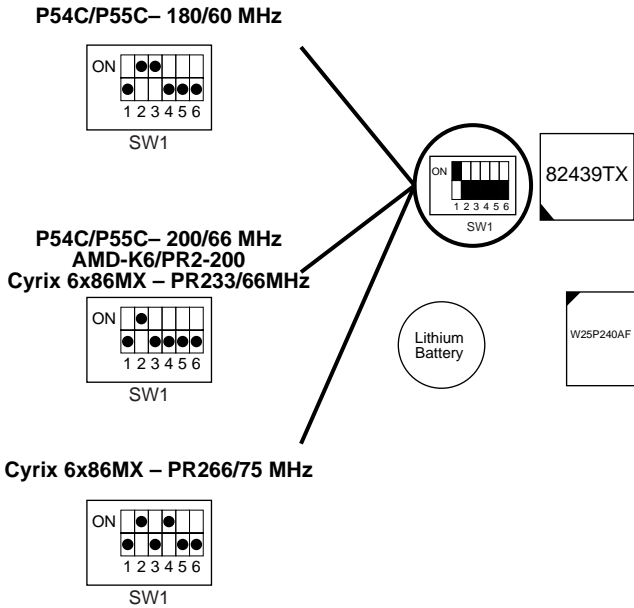 P54C/P55C– 180/60 MHz
ON
1 2 3 4 5 6
SW1
P54C/P55C– 200/66 MHz
AMD-K6/PR2-200
Cyrix 6x86MX – PR233/66MHz
ON
1 2 3 4 5 6
SW1
Cyrix 6x86MX – PR266/75 MHz
ON
1 2 3 4 5 6
SW1
ON
1 2 3 4 5 6
SW1
82439TX
Lithium
Battery
W25P240AF